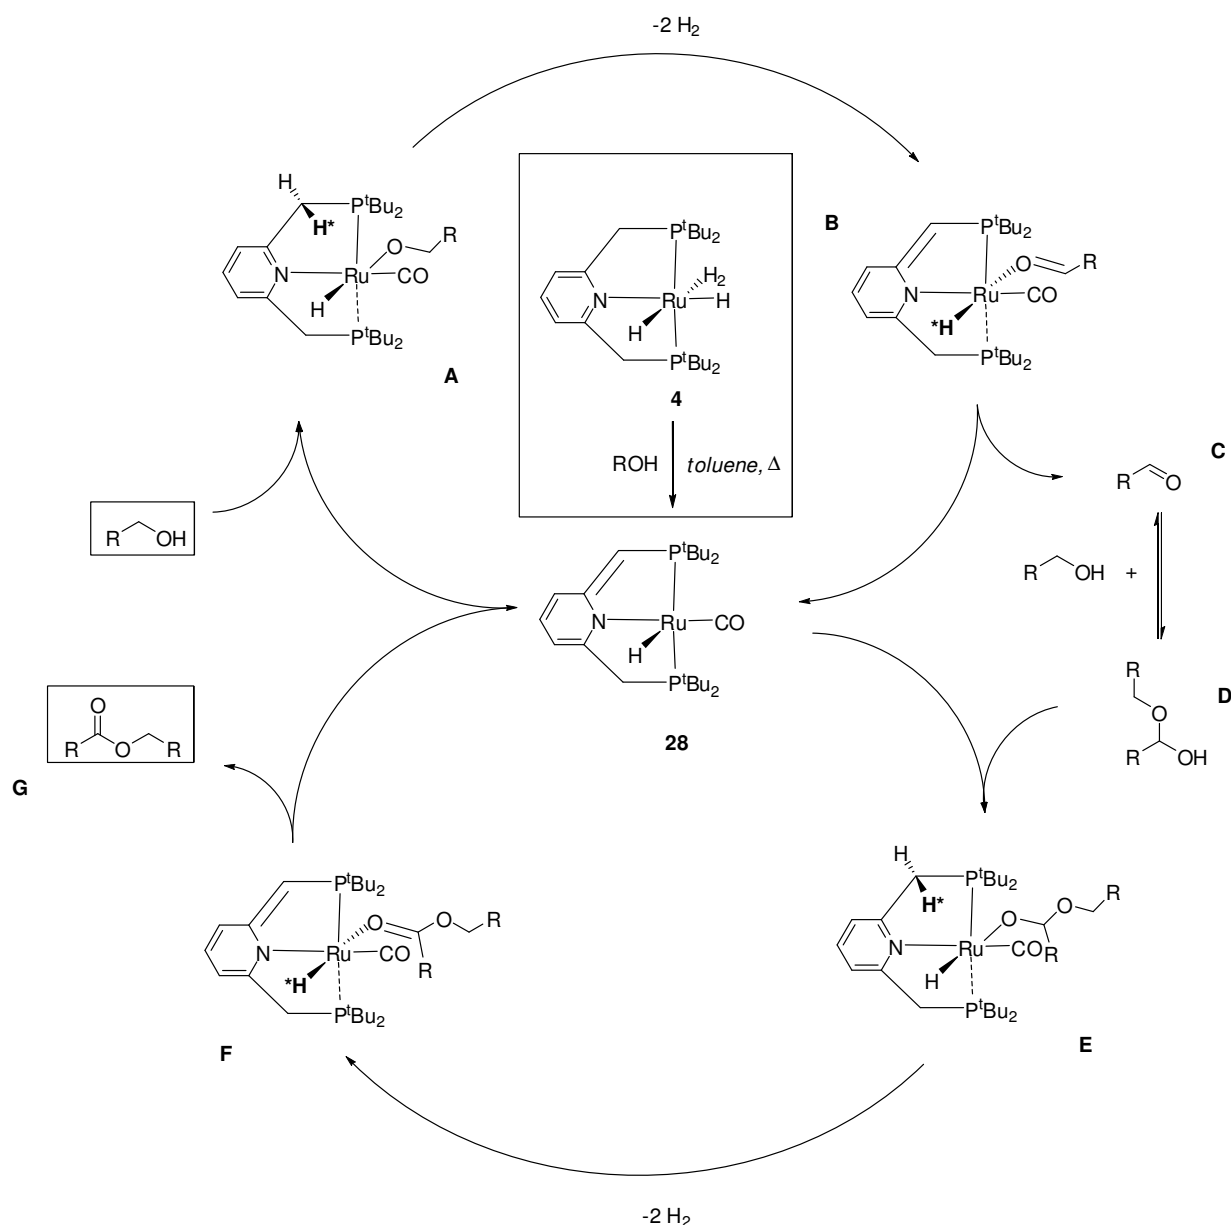 -2 H2
H
H*
PtBu2
R
O
N
Ru
CO
H
PtBu2
A
PtBu2
H2
N
Ru
H
H
PtBu2
4
ROH
toluene, Δ
B
PtBu2
O
R
N
Ru
CO
*H
PtBu2
C
R
O
R
OH
R
OH +
PtBu2
N
Ru
CO
H
PtBu2
28
O
R
O
R
G
R
O
D
R
OH
PtBu2
O
O
R
N
Ru
CO
R
*H
PtBu2
F
H
H*
PtBu2
R
O
O
N
Ru
CO
R
H
PtBu2
E
-2 H2